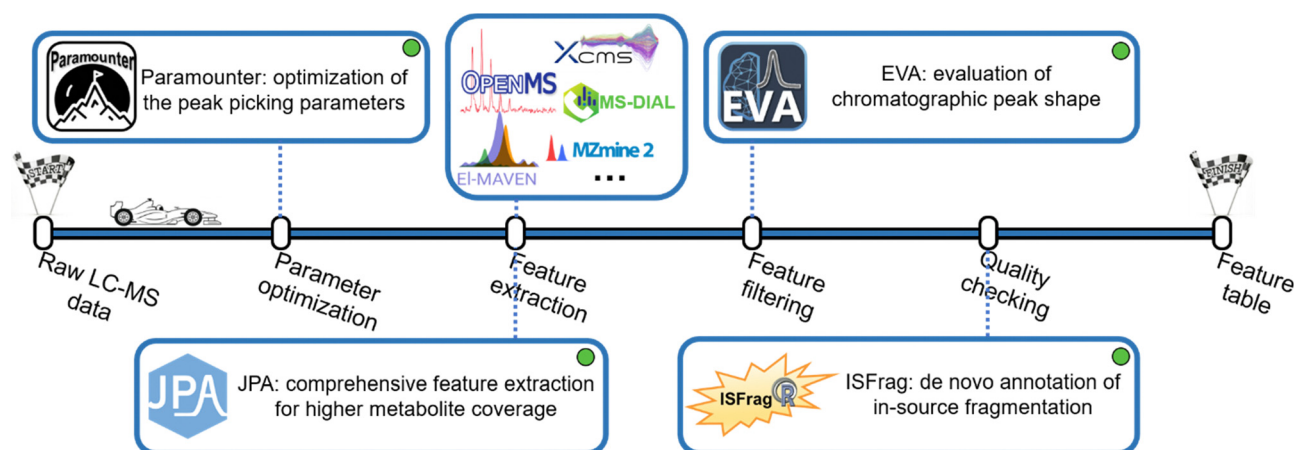 Paramounter
Paramounter: optimization of
the peak picking parameters
OPENMS
XCMS
MS-DIAL
El-MAVEN
MZmine 2
...
EVA
EVA: evaluation of
chromatographic peak shape
START
FINISH
Raw LC-MS
data
Parameter
optimization
Feature
extraction
Feature
filtering
Quality
checking
Feature
table
JPA
JPA: comprehensive feature extraction
for higher metabolite coverage
ISFrag R
ISFrag: de novo annotation of
in-source fragmentation